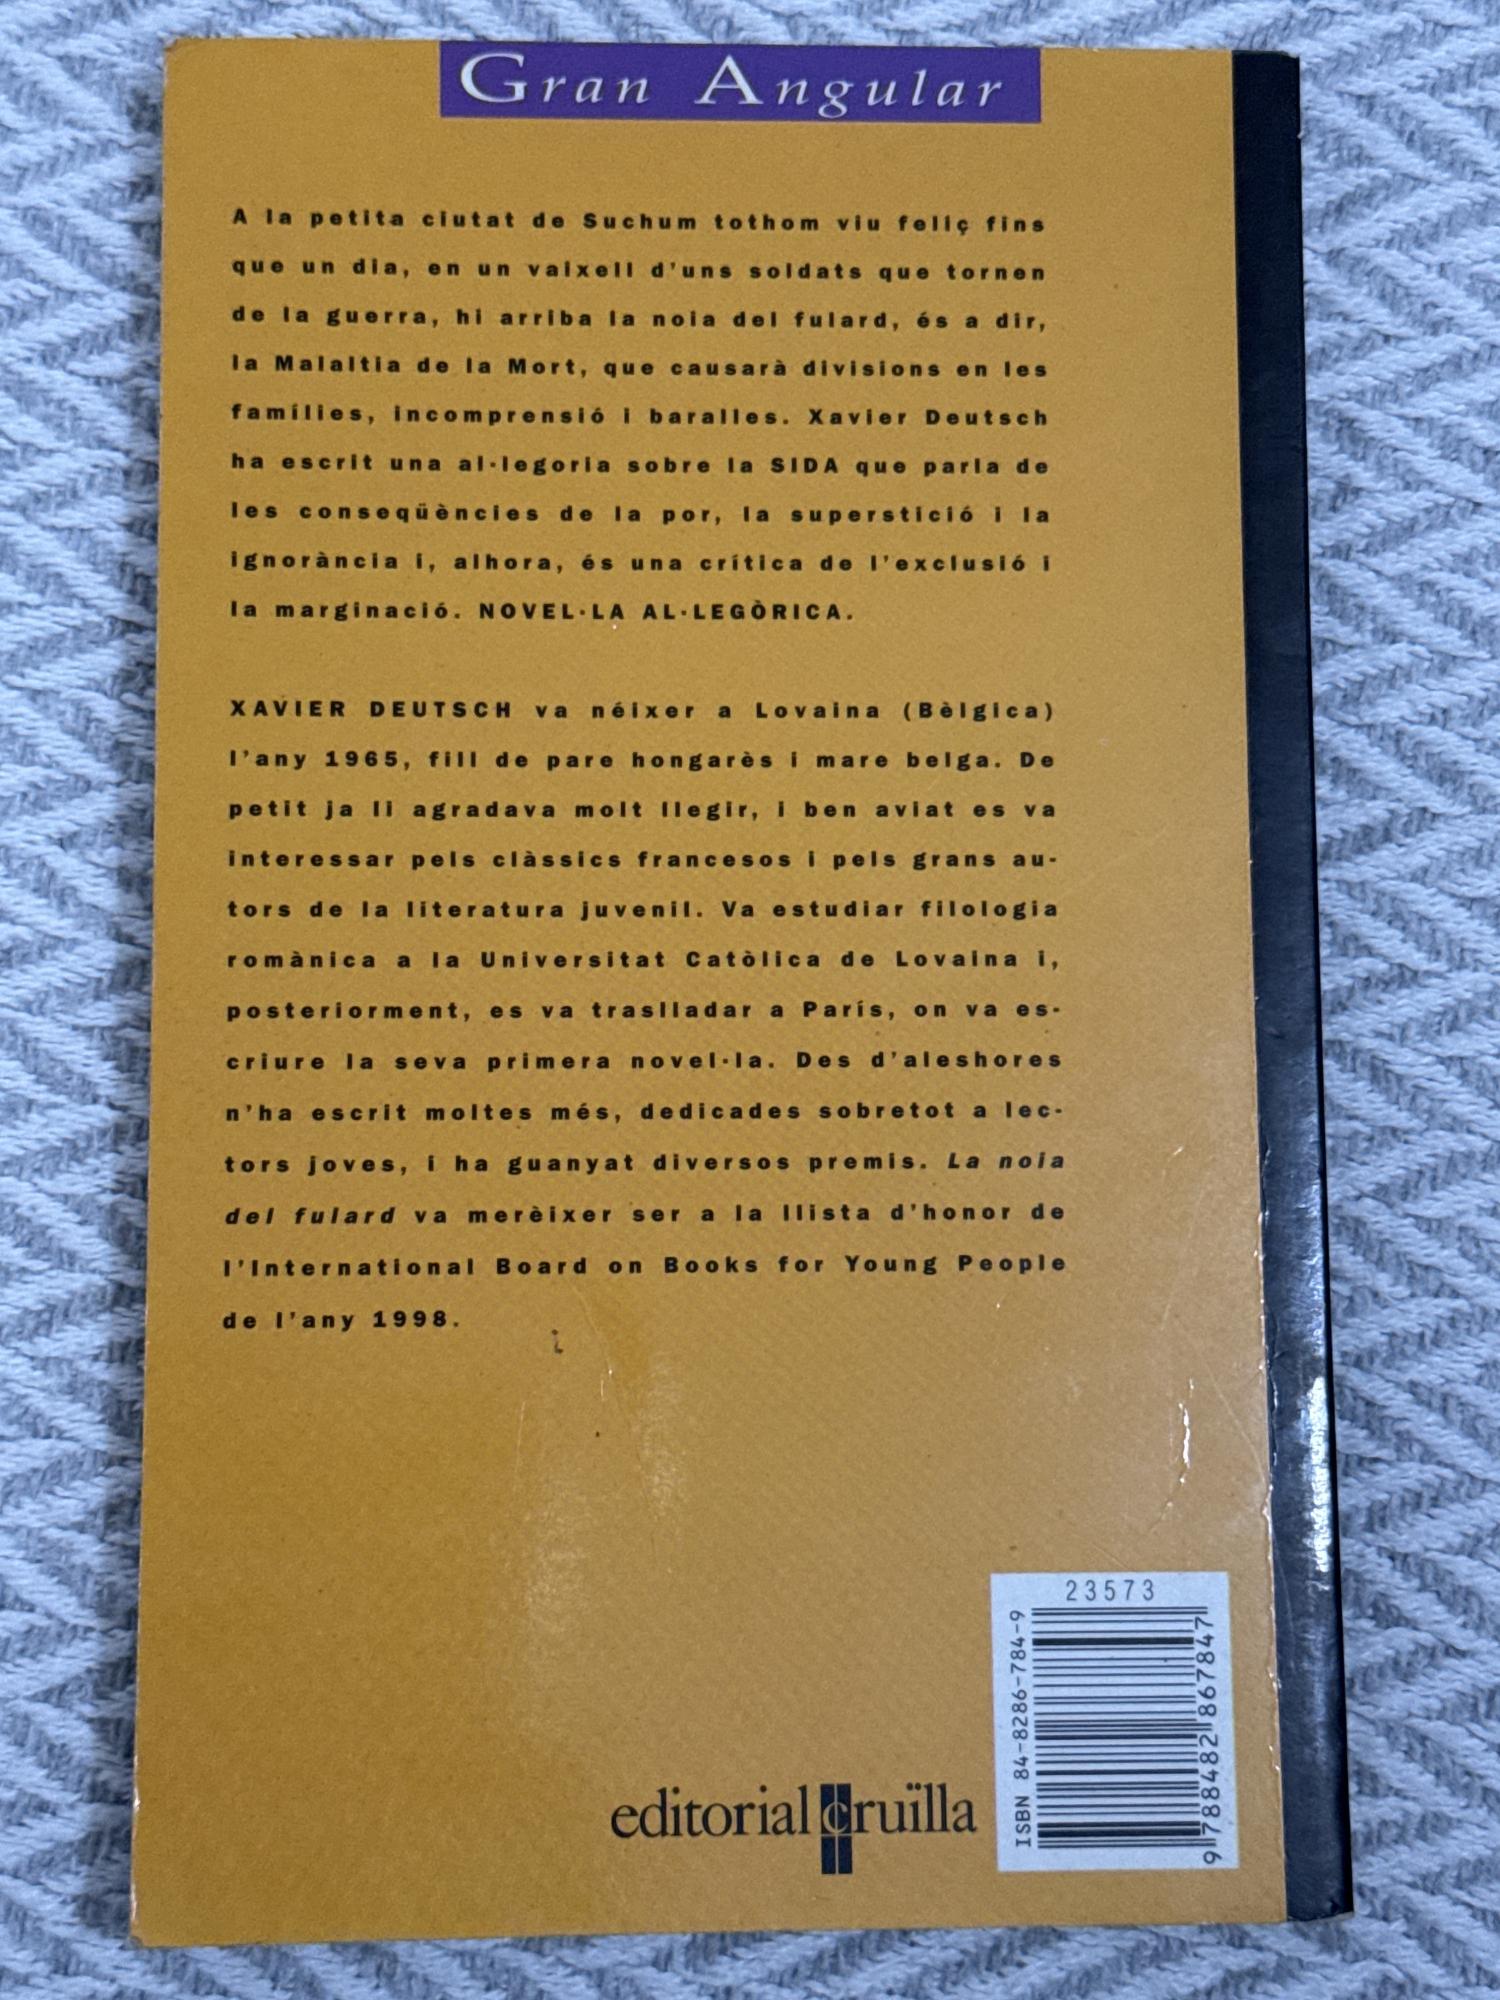 Gran Angular
A la petita ciutat de Suchum tothom viu feliç fins
que un dia, en un vaixell d'uns soldats que tornen
de la guerra, hi arriba la noia del fulard, és a dir,
la Malaltia de la Mort, que causarà divisions en les
famílies, incomprensió i baralles. Xavier Deutsch
ha escrit una al·legoria sobre la SIDA que parla de
les conseqüències de la por, la superstició i la
ignorància i, alhora, és una crítica de l'exclusió i
la marginació. NOVEL·LA AL·LEGÒRICA.
XAVIER DEUTSCH va néixer a Lovaina (Bèlgica)
l'any 1965, fill de pare hongarès i mare belga. De
petit ja li agradava molt llegir, i ben aviat es va
interessar pels clàssics francesos i pels grans au-
tors de la literatura juvenil. Va estudiar filologia
romànica a la Universitat Catòlica de Lovaina i,
posteriorment, es va traslladar a París, on va es-
criure la seva primera novel·la. Des d'aleshores
n'ha escrit moltes més, dedicades sobretot a lec-
tors joves, i ha guanyat diversos premis. La noia
del fulard va merèixer ser a la llista d'honor de
l'International Board on Books for Young People
de l'any 1998.
23573
ISBN 84-8286-784-9
9 788482 867847
editorial cruïlla